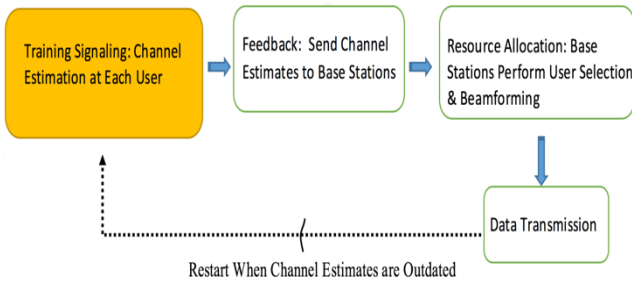 Training Signaling: Channel
Estimation at Each User
Feedback: Send Channel
Estimates to Base Stations
Resource Allocation: Base
Stations Perform User Selection
& Beamforming
Data Transmission
Restart When Channel Estimates are Outdated